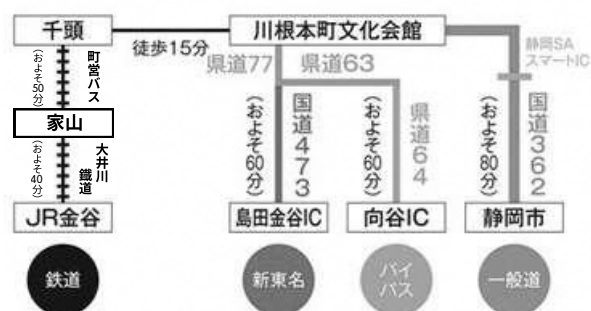 千頭
川根本町文化会館
徒歩15分
県道77
県道63
静岡SA
スマートIC
町営バス
(およそ50分)
家山
大井川
鐵道
(およそ40分)
国道473
(およそ60分)
県道64
(およそ60分)
国道362
(およそ80分)
JR金谷
島田金谷IC
向谷IC
静岡市
鉄道
新東名
バイ
パス
一般道